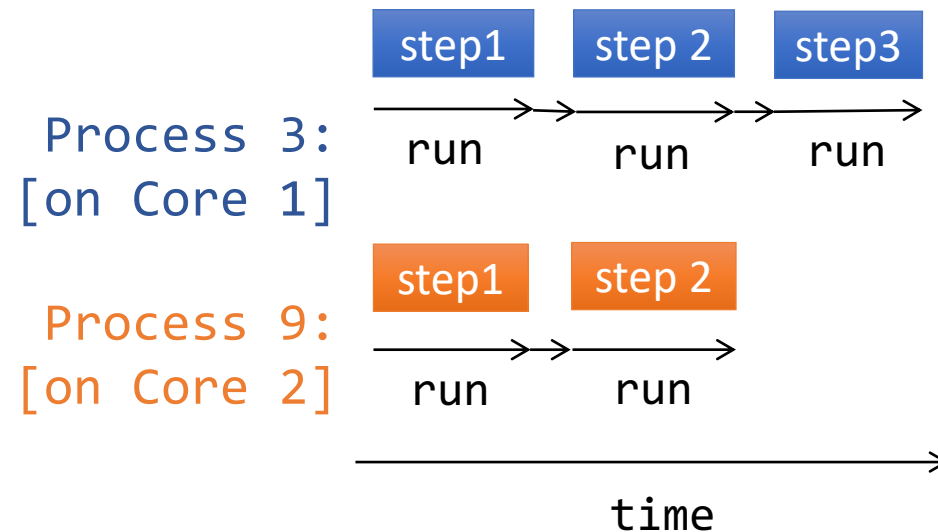 step1 step 2 step3
Process 3:
run run run
[on Core 1]
step1 step 2
Process 9:
[on Core 2]
run run
time